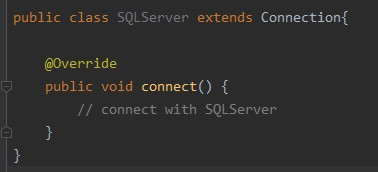 public class SQLServer extends Connection{
@Override
public void connect() {
// connect with SQLServer
}
}